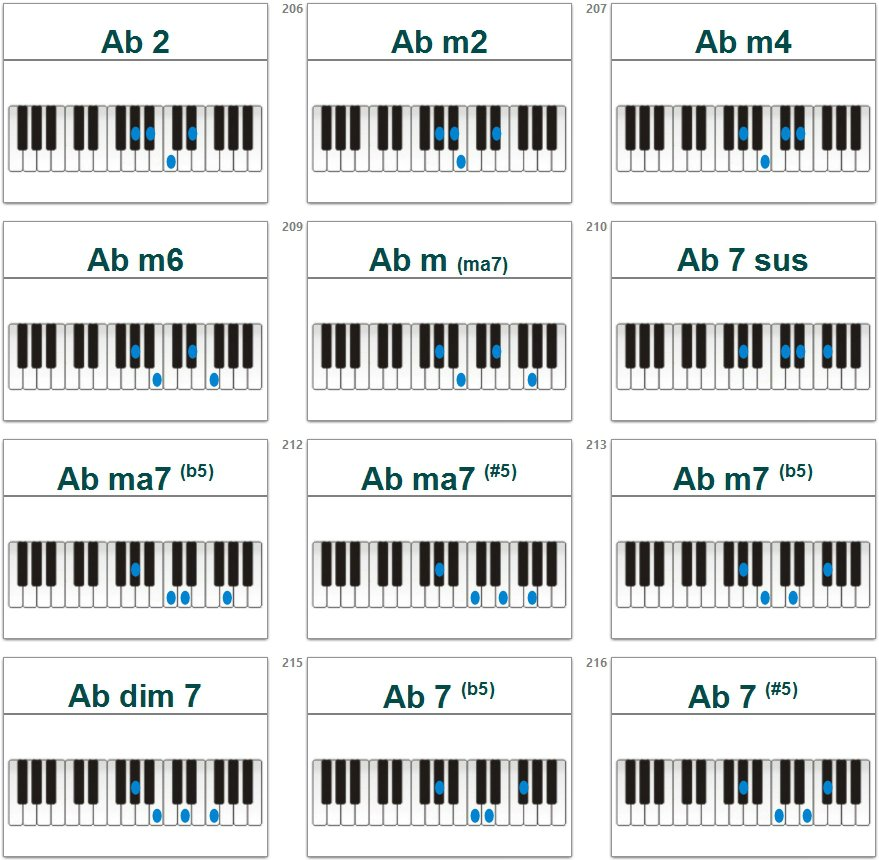 206 207
Ab 2 Ab m2 Ab m4
209 210
Ab m6 Ab m (ma7) Ab 7 sus
212 213
Ab ma7 (b5) Ab ma7 (#5) Ab m7 (b5)
215 216
Ab dim 7 Ab 7 (b5) Ab 7 (#5)